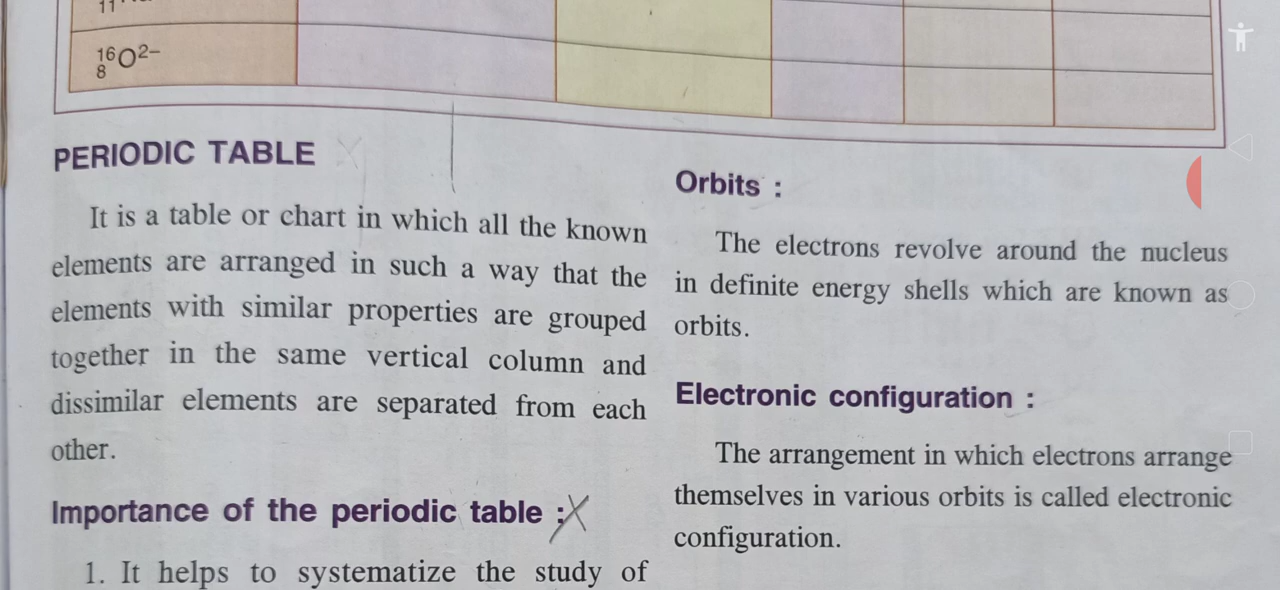 11
16
8O2–
PERIODIC TABLE
It is a table or chart in which all the known
elements are arranged in such a way that the
elements with similar properties are grouped
together in the same vertical column and
dissimilar elements are separated from each
other.
Importance of the periodic table :
1. It helps to systematize the study of
Orbits :
The electrons revolve around the nucleus
in definite energy shells which are known as
orbits.
Electronic configuration :
The arrangement in which electrons arrange
themselves in various orbits is called electronic
configuration.